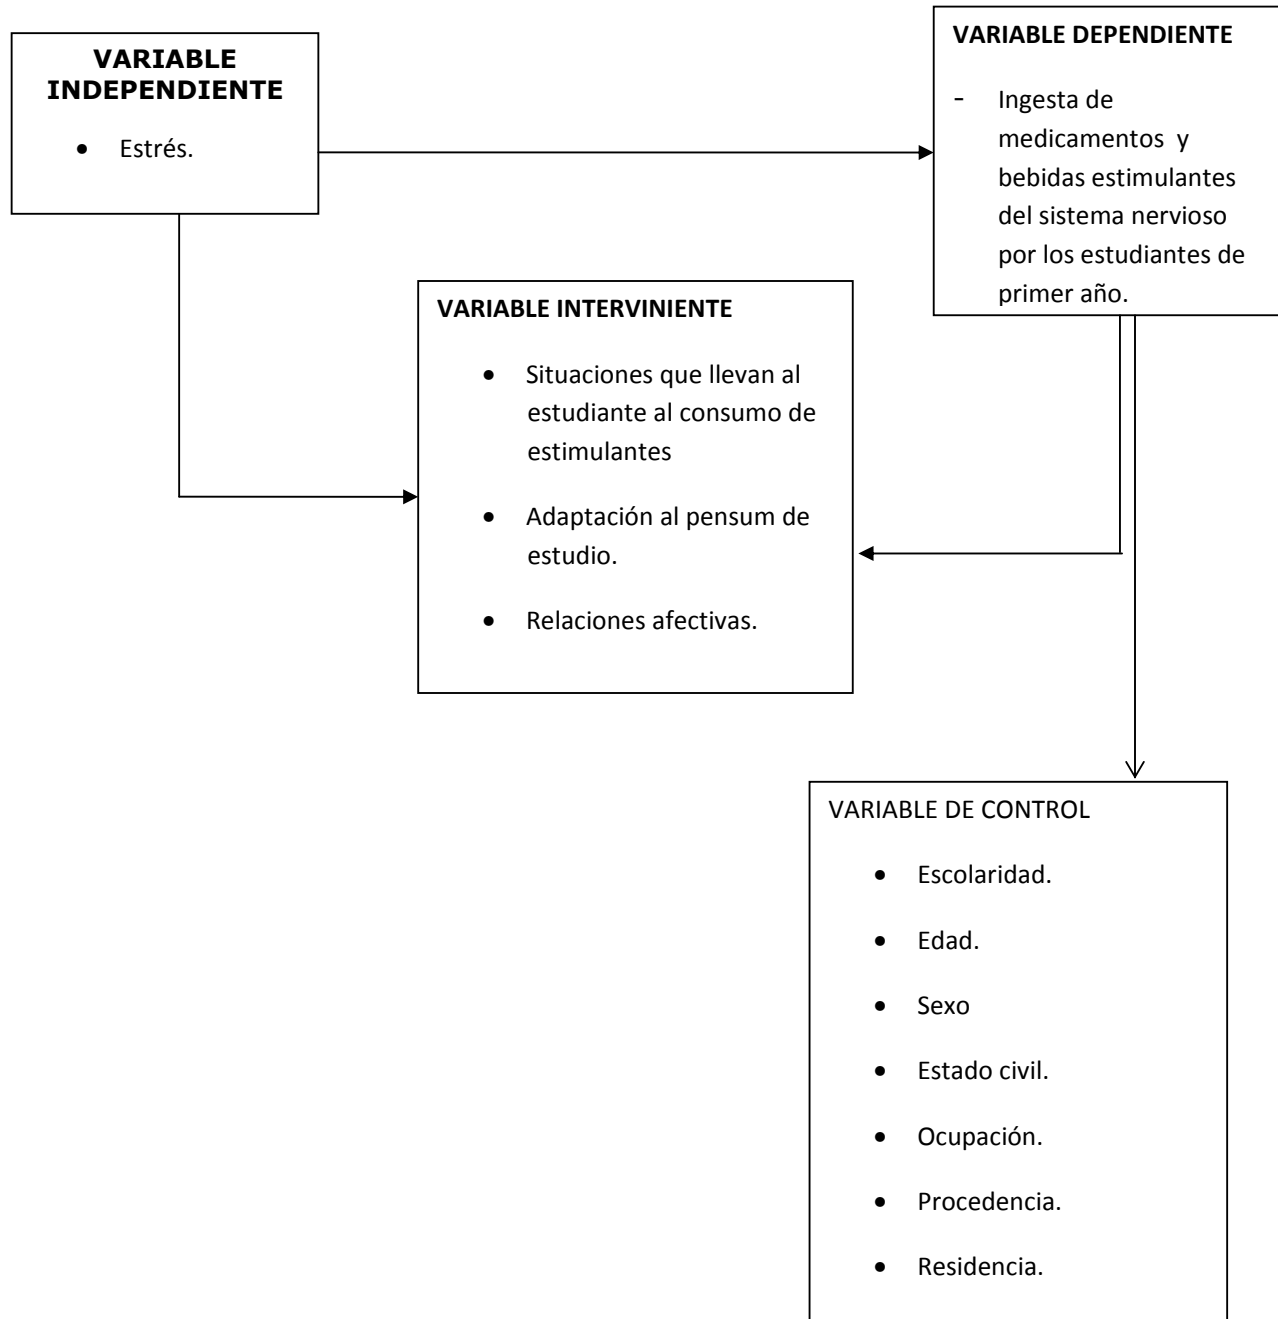 VARIABLE
INDEPENDIENTE
• Estrés.
VARIABLE DEPENDIENTE
- Ingesta de
medicamentos y
bebidas estimulantes
del sistema nervioso
por los estudiantes de
primer año.
VARIABLE INTERVINIENTE
• Situaciones que llevan al
estudiante al consumo de
estimulantes
• Adaptación al pensum de
estudio.
• Relaciones afectivas.
VARIABLE DE CONTROL
• Escolaridad.
• Edad.
• Sexo
• Estado civil.
• Ocupación.
• Procedencia.
• Residencia.